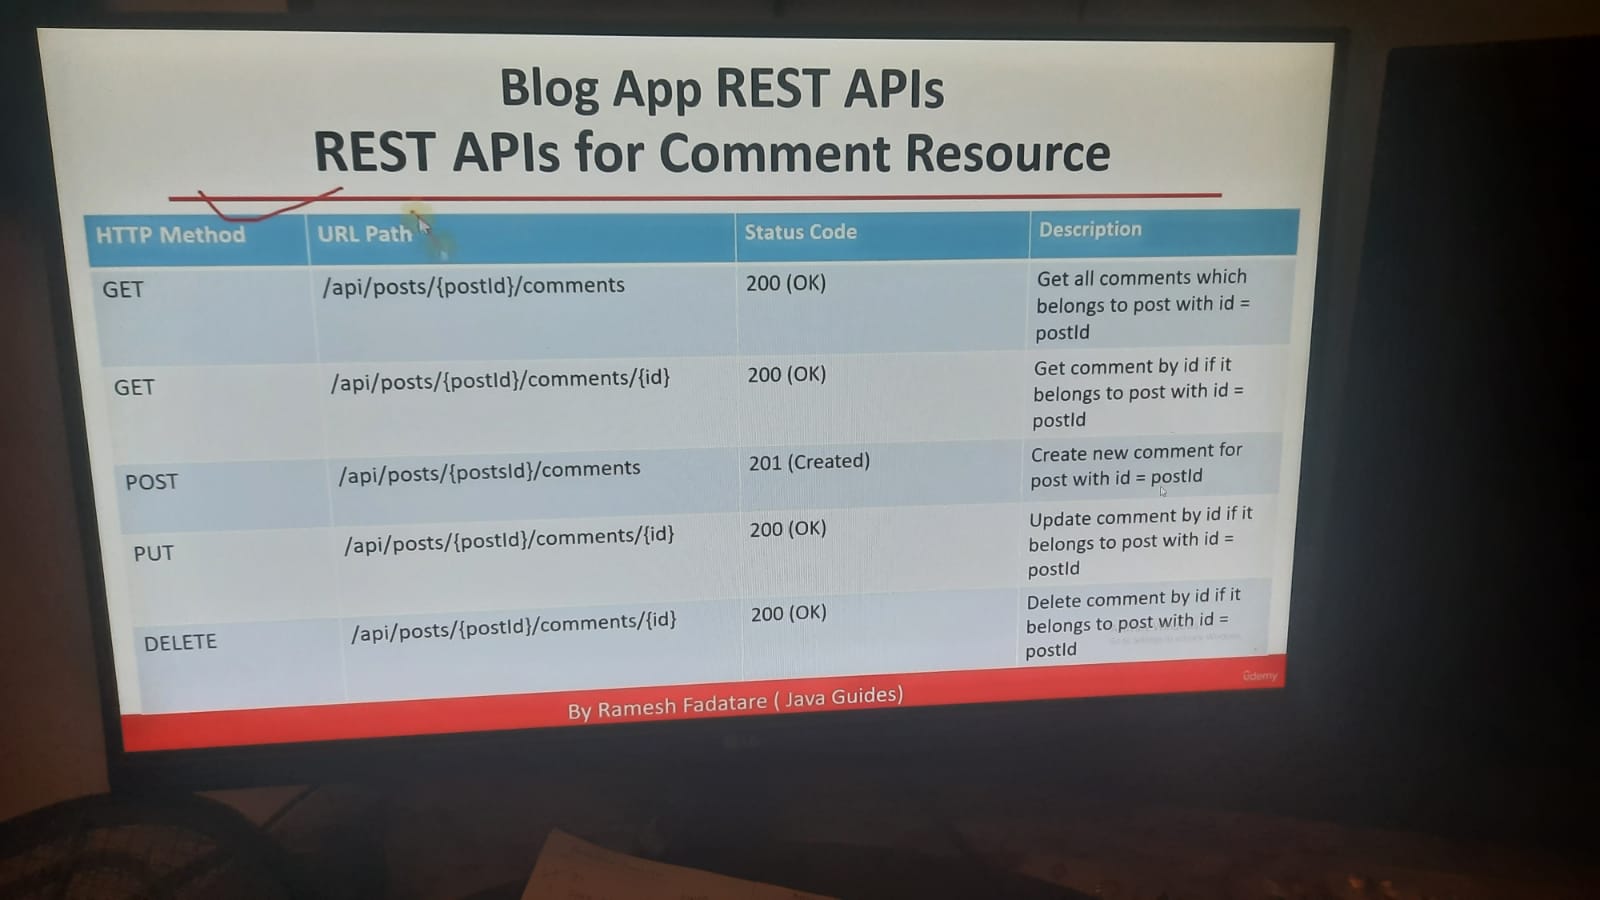 Blog App REST APIs
REST APIs for Comment Resource
HTTP Method
URL Path
Status Code
Description
GET
/api/posts/{postId}/comments
200 (OK)
Get all comments which
belongs to post with id =
postId
GET
/api/posts/{postId}/comments/{id}
200 (OK)
Get comment by id if it
belongs to post with id =
postId
POST
/api/posts/{postsId}/comments
201 (Created)
Create new comment for
post with id = postId
PUT
/api/posts/{postId}/comments/{id}
200 (OK)
Update comment by id if it
belongs to post with id =
postId
DELETE
/api/posts/{postId}/comments/{id}
200 (OK)
Delete comment by id if it
belongs to post with id =
postId
By Ramesh Fadatare ( Java Guides)
ûdemy